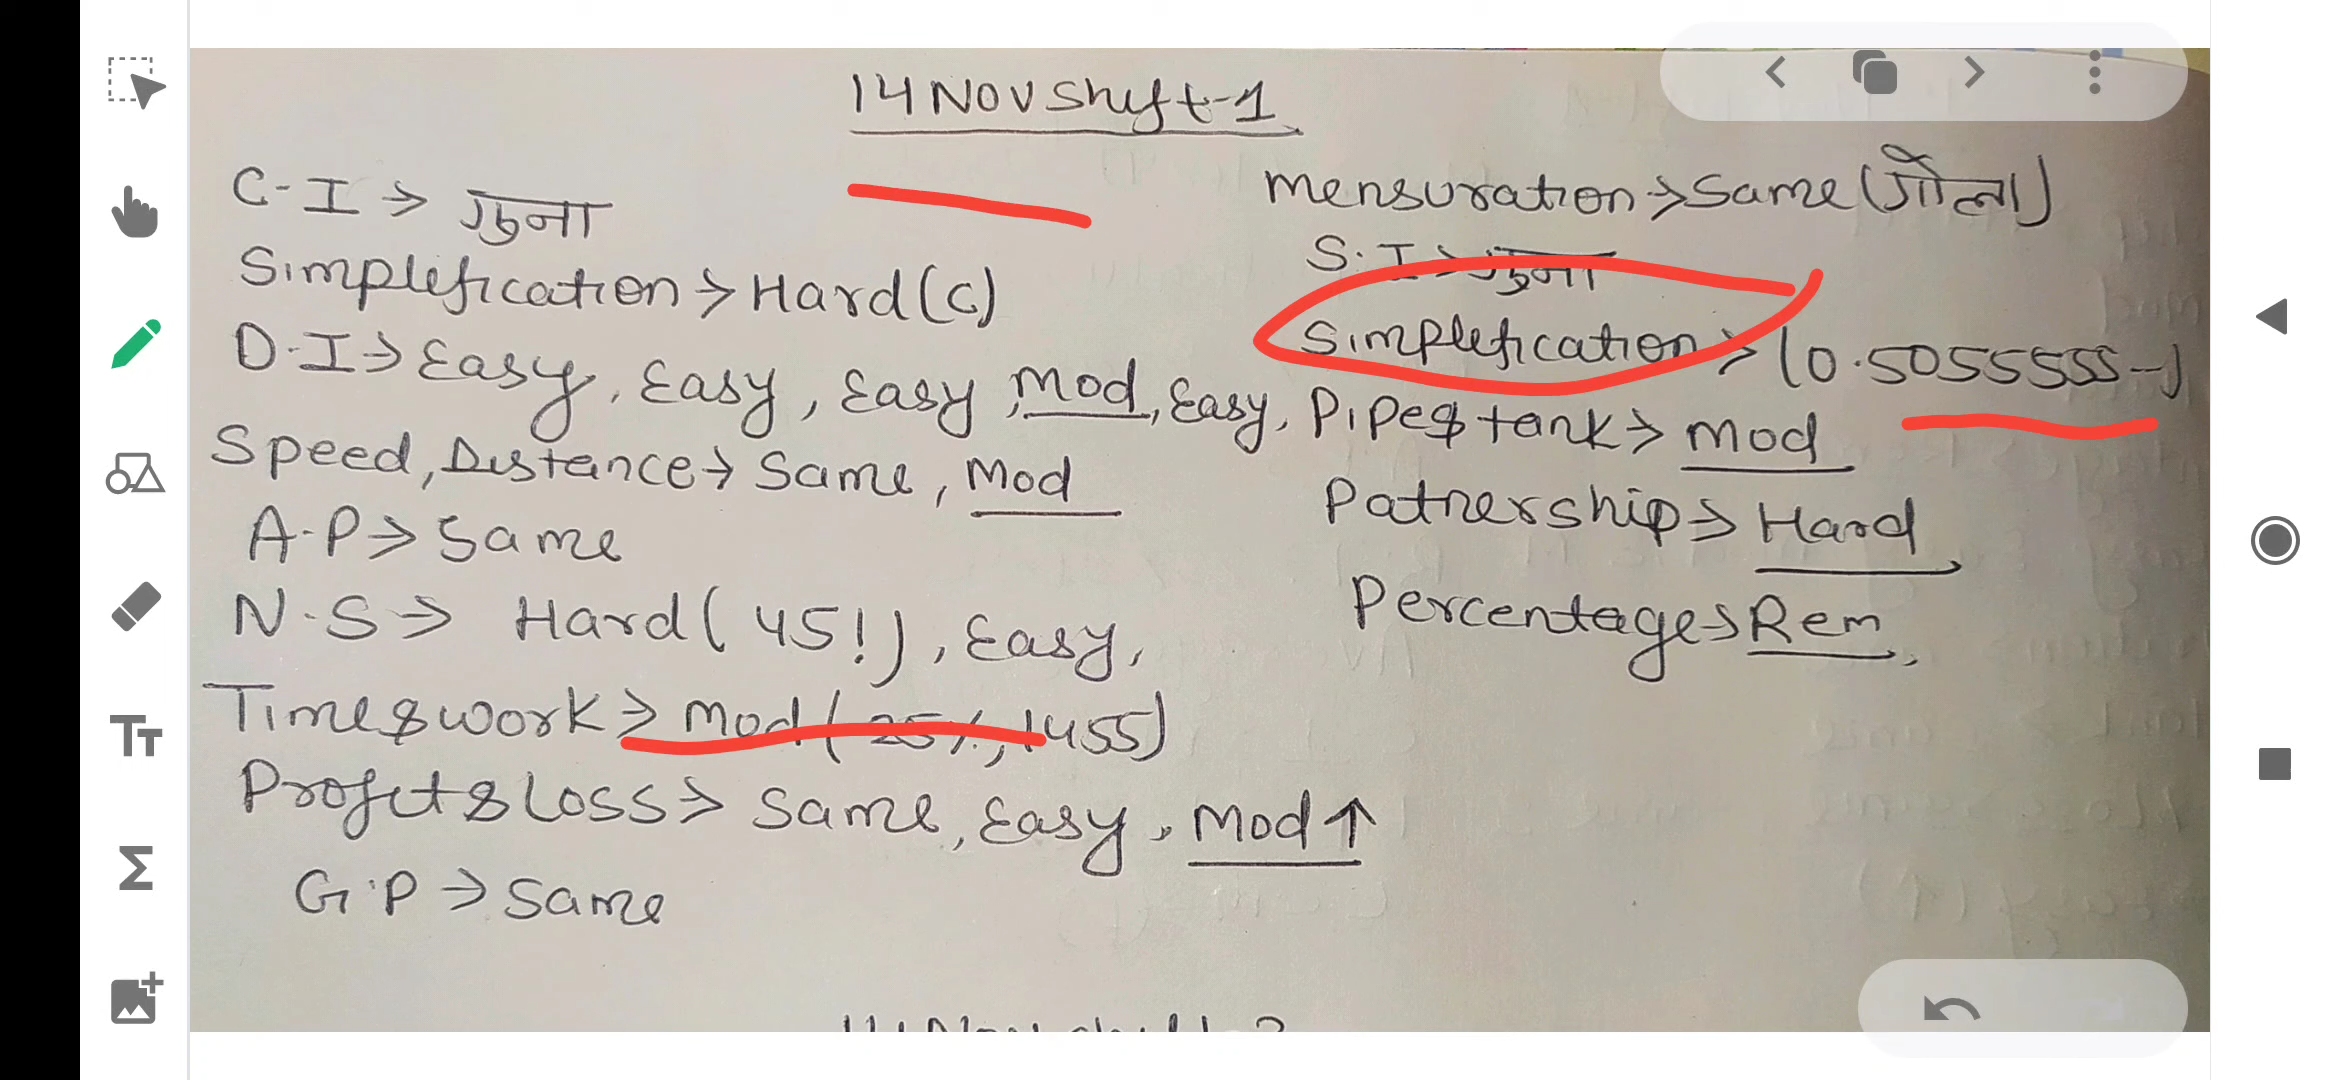 14 Nov Shift-1
C-I → गुना
Simplification → Hard (C)
D-I → Easy, Easy, Easy, Mod, Easy,
Speed, Distance → Same, Mod
A-P → Same
N-S → Hard (45!), Easy,
Time & work → Mod (25%, 1455)
Profit & Loss → Same, Easy, Mod ↑
G.P → Same
Mensuration → Same (गोला)
S.I → गुना
Simplification → (0.5055555-)
Pipe & tank → Mod
Patnership → Hard
Percentage → Rem,
TT
Σ